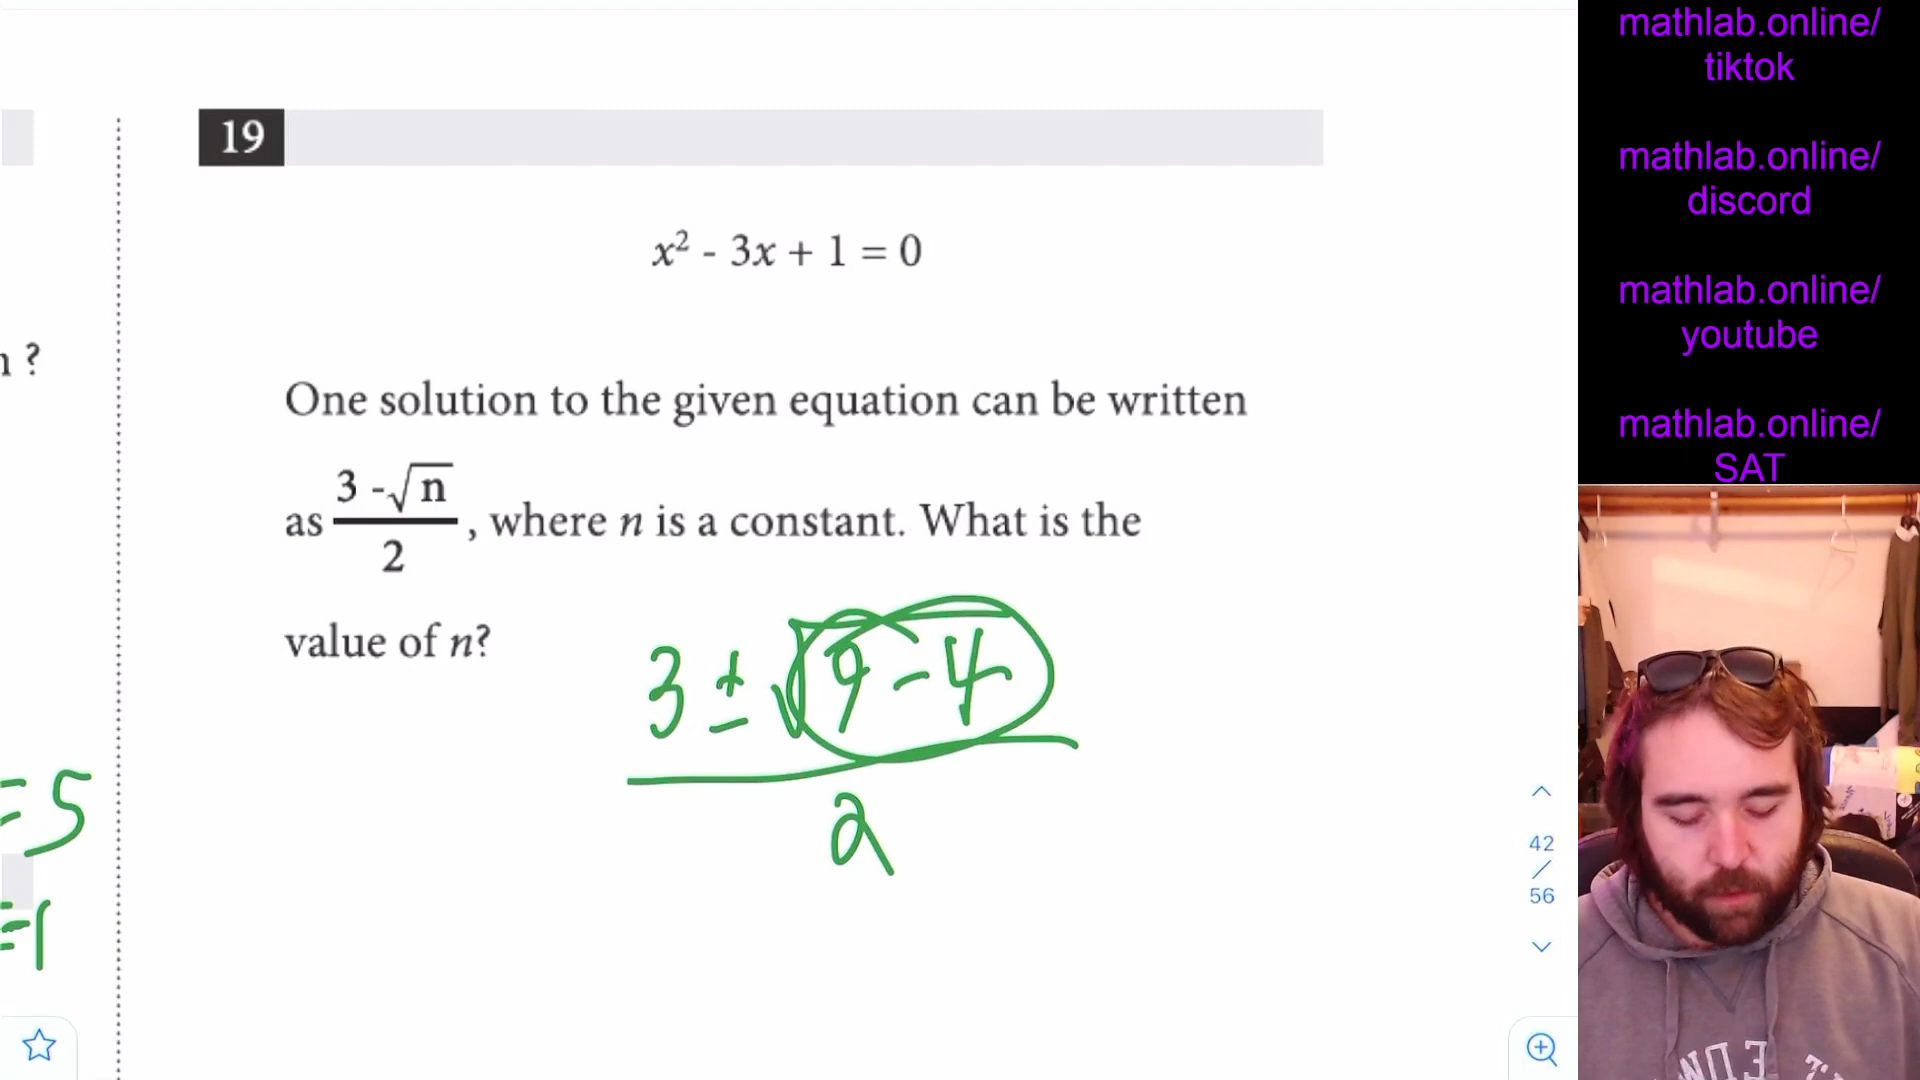 19
x² - 3x + 1 = 0
One solution to the given equation can be written
as (3 - √n)/2, where n is a constant. What is the
value of n?
3 ± √9 - 4
2
?
= 5
=1
42
/
56
mathlab.online/
tiktok
mathlab.online/
discord
mathlab.online/
youtube
mathlab.online/
SAT